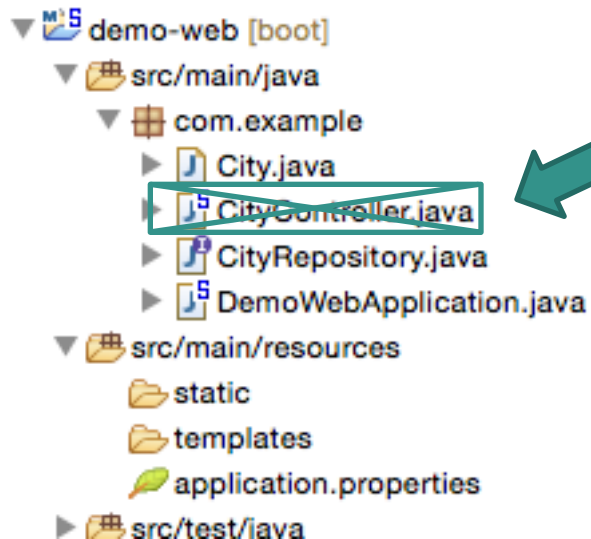 demo-web [boot]
src/main/java
com.example
City.java
CityController.java
CityRepository.java
DemoWebApplication.java
src/main/resources
static
templates
application.properties
src/test/java